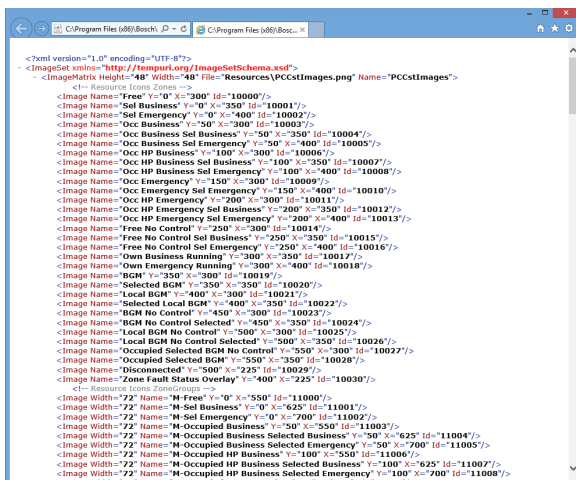 C:\Program Files (x86)\Bosch\
C:\Program Files (x86)\Bosc...
<?xml version="1.0" encoding="UTF-8"?>
- <ImageSet xmlns="http://tempuri.org/ImageSetSchema.xsd">
- <ImageMatrix Height="48" Width="48" File="Resources\PCCstImages.png" Name="PCCstImages">
<!-- Resource Icons Zones -->
<Image Name="Free" Y="0" X="300" Id="10000"/>
<Image Name="Sel Business" Y="0" X="350" Id="10001"/>
<Image Name="Sel Emergency" Y="0" X="400" Id="10002"/>
<Image Name="Occ Business" Y="50" X="300" Id="10003"/>
<Image Name="Occ Business Sel Business" Y="50" X="350" Id="10004"/>
<Image Name="Occ Business Sel Emergency" Y="50" X="400" Id="10005"/>
<Image Name="Occ HP Business" Y="100" X="300" Id="10006"/>
<Image Name="Occ HP Business Sel Business" Y="100" X="350" Id="10007"/>
<Image Name="Occ HP Business Sel Emergency" Y="100" X="400" Id="10008"/>
<Image Name="Occ Emergency" Y="150" X="300" Id="10009"/>
<Image Name="Occ Emergency Sel Emergency" Y="150" X="400" Id="10010"/>
<Image Name="Occ HP Emergency" Y="200" X="300" Id="10011"/>
<Image Name="Occ HP Emergency Sel Business" Y="200" X="350" Id="10012"/>
<Image Name="Occ HP Emergency Sel Emergency" Y="200" X="400" Id="10013"/>
<Image Name="Free No Control" Y="250" X="300" Id="10014"/>
<Image Name="Free No Control Sel Business" Y="250" X="350" Id="10015"/>
<Image Name="Free No Control Sel Emergency" Y="250" X="400" Id="10016"/>
<Image Name="Own Business Running" Y="300" X="350" Id="10017"/>
<Image Name="Own Emergency Running" Y="300" X="400" Id="10018"/>
<Image Name="BGM" Y="350" X="300" Id="10019"/>
<Image Name="Selected BGM" Y="350" X="350" Id="10020"/>
<Image Name="Local BGM" Y="400" X="300" Id="10021"/>
<Image Name="Selected Local BGM" Y="400" X="350" Id="10022"/>
<Image Name="BGM No Control" Y="450" X="300" Id="10023"/>
<Image Name="BGM No Control Selected" Y="450" X="350" Id="10024"/>
<Image Name="Local BGM No Control" Y="500" X="300" Id="10025"/>
<Image Name="Local BGM No Control Selected" Y="500" X="350" Id="10026"/>
<Image Name="Occupied Selected BGM No Control" Y="550" X="300" Id="10027"/>
<Image Name="Occupied Selected BGM" Y="550" X="350" Id="10028"/>
<Image Name="Disconnected" Y="500" X="225" Id="10029"/>
<Image Name="Zone Fault Status Overlay" Y="400" X="225" Id="10030"/>
<!-- Resource Icons ZoneGroups -->
<Image Width="72" Name="M-Free" Y="0" X="550" Id="11000"/>
<Image Width="72" Name="M-Sel Business" Y="0" X="625" Id="11001"/>
<Image Width="72" Name="M-Sel Emergency" Y="0" X="700" Id="11002"/>
<Image Width="72" Name="M-Occupied Business" Y="50" X="550" Id="11003"/>
<Image Width="72" Name="M-Occupied Business Selected Business" Y="50" X="625" Id="11004"/>
<Image Width="72" Name="M-Occupied Business Selected Emergency" Y="50" X="700" Id="11005"/>
<Image Width="72" Name="M-Occupied HP Business" Y="100" X="550" Id="11006"/>
<Image Width="72" Name="M-Occupied HP Business Selected Business" Y="100" X="625" Id="11007"/>
<Image Width="72" Name="M-Occupied HP Business Selected Emergency" Y="100" X="700" Id="11008"/>